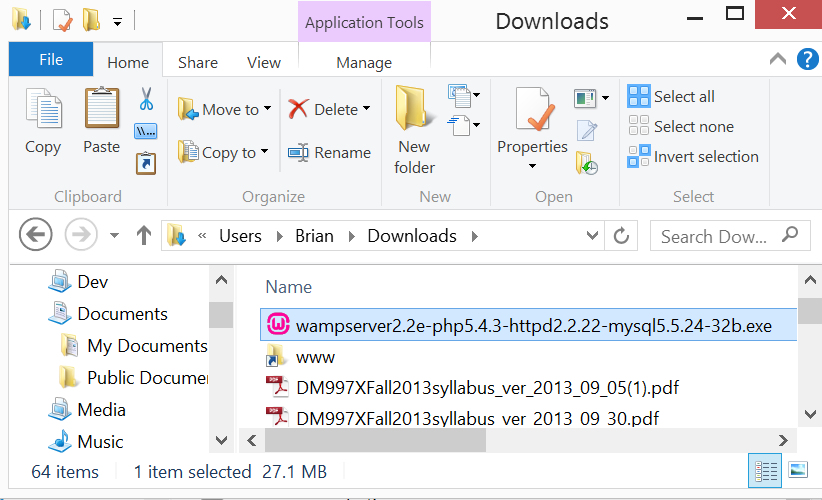 Application Tools
Downloads
File
Home
Share
View
Manage
Copy
Paste
Move to
Copy to
Delete
Rename
New
folder
Properties
Select all
Select none
Invert selection
Clipboard
Organize
New
Open
Select
« Users Brian Downloads
Search Dow...
Dev
Documents
My Documents
Public Documen
Media
Music
Name
wampserver2.2e-php5.4.3-httpd2.2.22-mysql5.5.24-32b.exe
www
DM997XFall2013syllabus_ver_2013_09_05(1).pdf
DM997XFall2013syllabus_ver_2013_09_30.pdf
64 items
1 item selected 27.1 MB